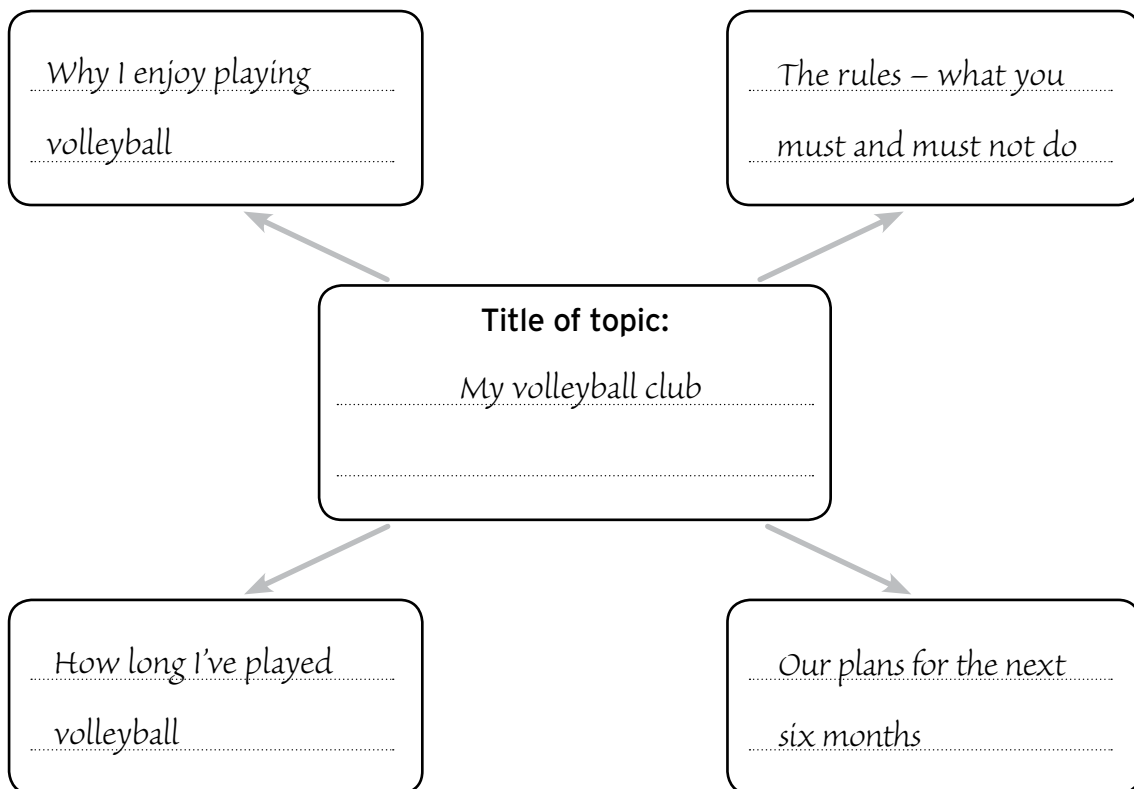 Why I enjoy playing
volleyball
The rules – what you
must and must not do
Title of topic:
My volleyball club
How long I've played
volleyball
Our plans for the next
six months